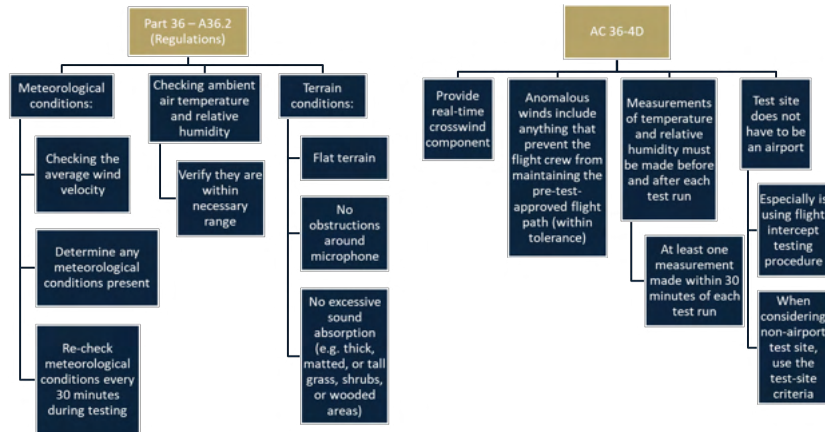 Part 36 – A36.2
(Regulations)
Meteorological
conditions:
Checking the
average wind
velocity
Determine any
meteorological
conditions present
Re-check
meteorological
conditions every
30 minutes
during testing
Checking ambient
air temperature
and relative
humidity
Verify they are
within
necessary
range
Terrain
conditions:
Flat terrain
No
obstructions
around
microphone
No excessive
sound
absorption
(e.g. thick,
matted, or tall
grass, shrubs,
or wooded
areas)
AC 36-4D
Provide
real-time
crosswind
component
Anomalous
winds include
anything that
prevent the
flight crew from
maintaining the
pre-test-
approved flight
path (within
tolerance)
Measurements
of temperature
and relative
humidity must
be made before
and after each
test run
At least one
measurement
made within 30
minutes of each
test run
Test site
does not
have to be
an airport
Especially is
using flight
intercept
testing
procedure
When
considering
non-airport
test site,
use the
test-site
criteria